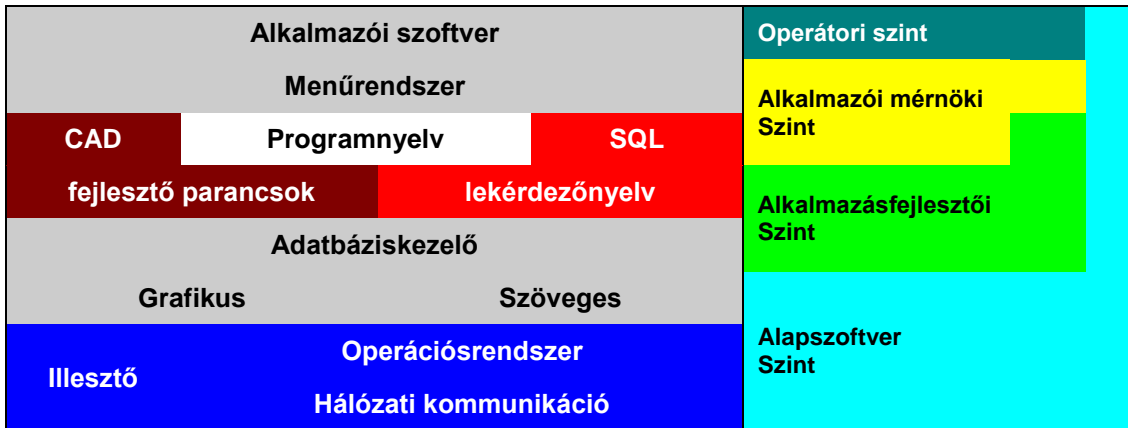 Alkalmazói szoftver
Menűrendszer
CAD
Programnyelv
SQL
fejlesztő parancsok
lekérdezőnyelv
Adatbáziskezelő
Grafikus
Szöveges
Illesztő
Operációsrendszer
Hálózati kommunikáció
Operátori szint
Alkalmazói mérnöki
Szint
Alkalmazásfejlesztői
Szint
Alapszoftver
Szint